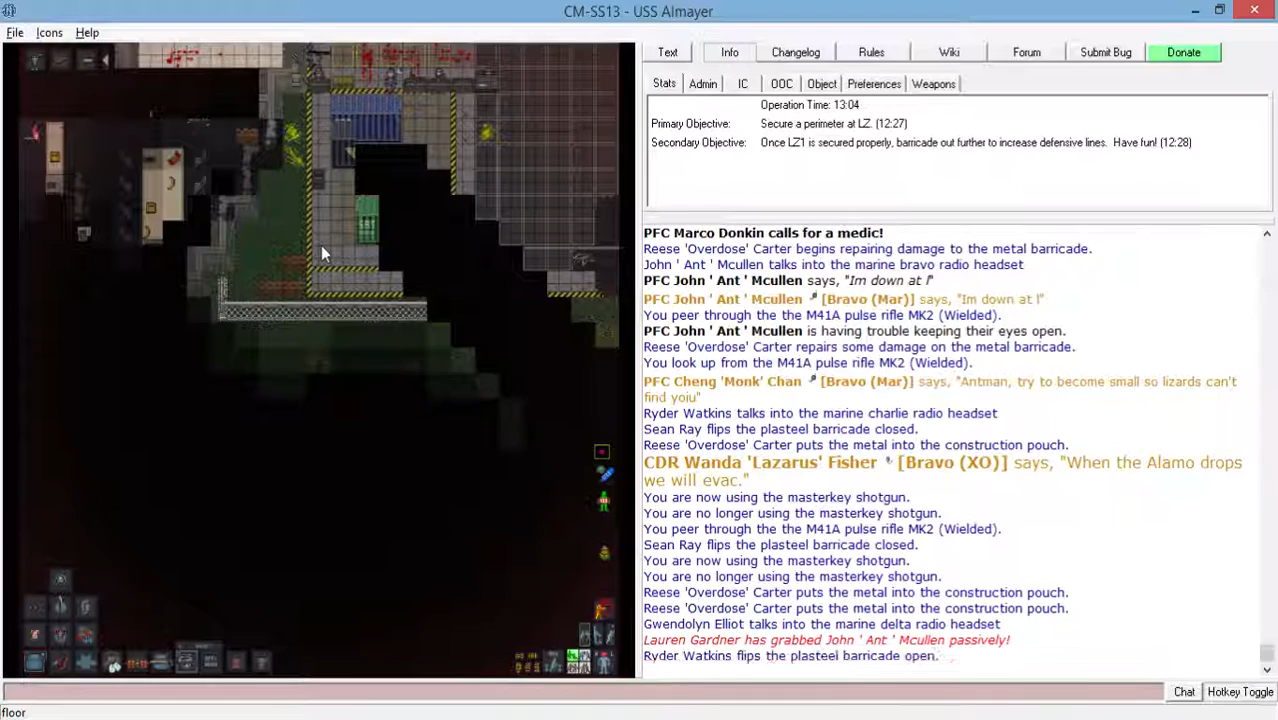 CM-SS13 - USS Almayer
File Icons Help
Text Info Changelog Rules Wiki Forum Submit Bug Donate
Stats Admin IC OOC Object Preferences Weapons
Operation Time: 13:04
Primary Objective: Secure a perimeter at LZ. (12:27)
Secondary Objective: Once LZ1 is secured properly, barricade out further to increase defensive lines. Have fun! (12:28)
PFC Marco Donkin calls for a medic!
Reese 'Overdose' Carter begins repairing damage to the metal barricade.
John ' Ant ' Mcullen talks into the marine bravo radio headset
PFC John ' Ant ' Mcullen says, "Im down at l"
PFC John ' Ant ' Mcullen [Bravo (Mar)] says, "Im down at l"
You peer through the the M41A pulse rifle MK2 (Wielded).
PFC John ' Ant ' Mcullen is having trouble keeping their eyes open.
Reese 'Overdose' Carter repairs some damage on the metal barricade.
You look up from the M41A pulse rifle MK2 (Wielded).
PFC Cheng 'Monk' Chan [Bravo (Mar)] says, "Antman, try to become small so lizards can't
find yoiu"
Ryder Watkins talks into the marine charlie radio headset
Sean Ray flips the plasteel barricade closed.
Reese 'Overdose' Carter puts the metal into the construction pouch.
CDR Wanda 'Lazarus' Fisher [Bravo (XO)] says, "When the Alamo drops
we will evac."
You are now using the masterkey shotgun.
You are no longer using the masterkey shotgun.
You peer through the the M41A pulse rifle MK2 (Wielded).
Sean Ray flips the plasteel barricade closed.
You are now using the masterkey shotgun.
You are no longer using the masterkey shotgun.
Reese 'Overdose' Carter puts the metal into the construction pouch.
Reese 'Overdose' Carter puts the metal into the construction pouch.
Gwendolyn Elliot talks into the marine delta radio headset
Lauren Gardner has grabbed John ' Ant ' Mcullen passively!
Ryder Watkins flips the plasteel barricade open.
Chat Hotkey Toggle
floor